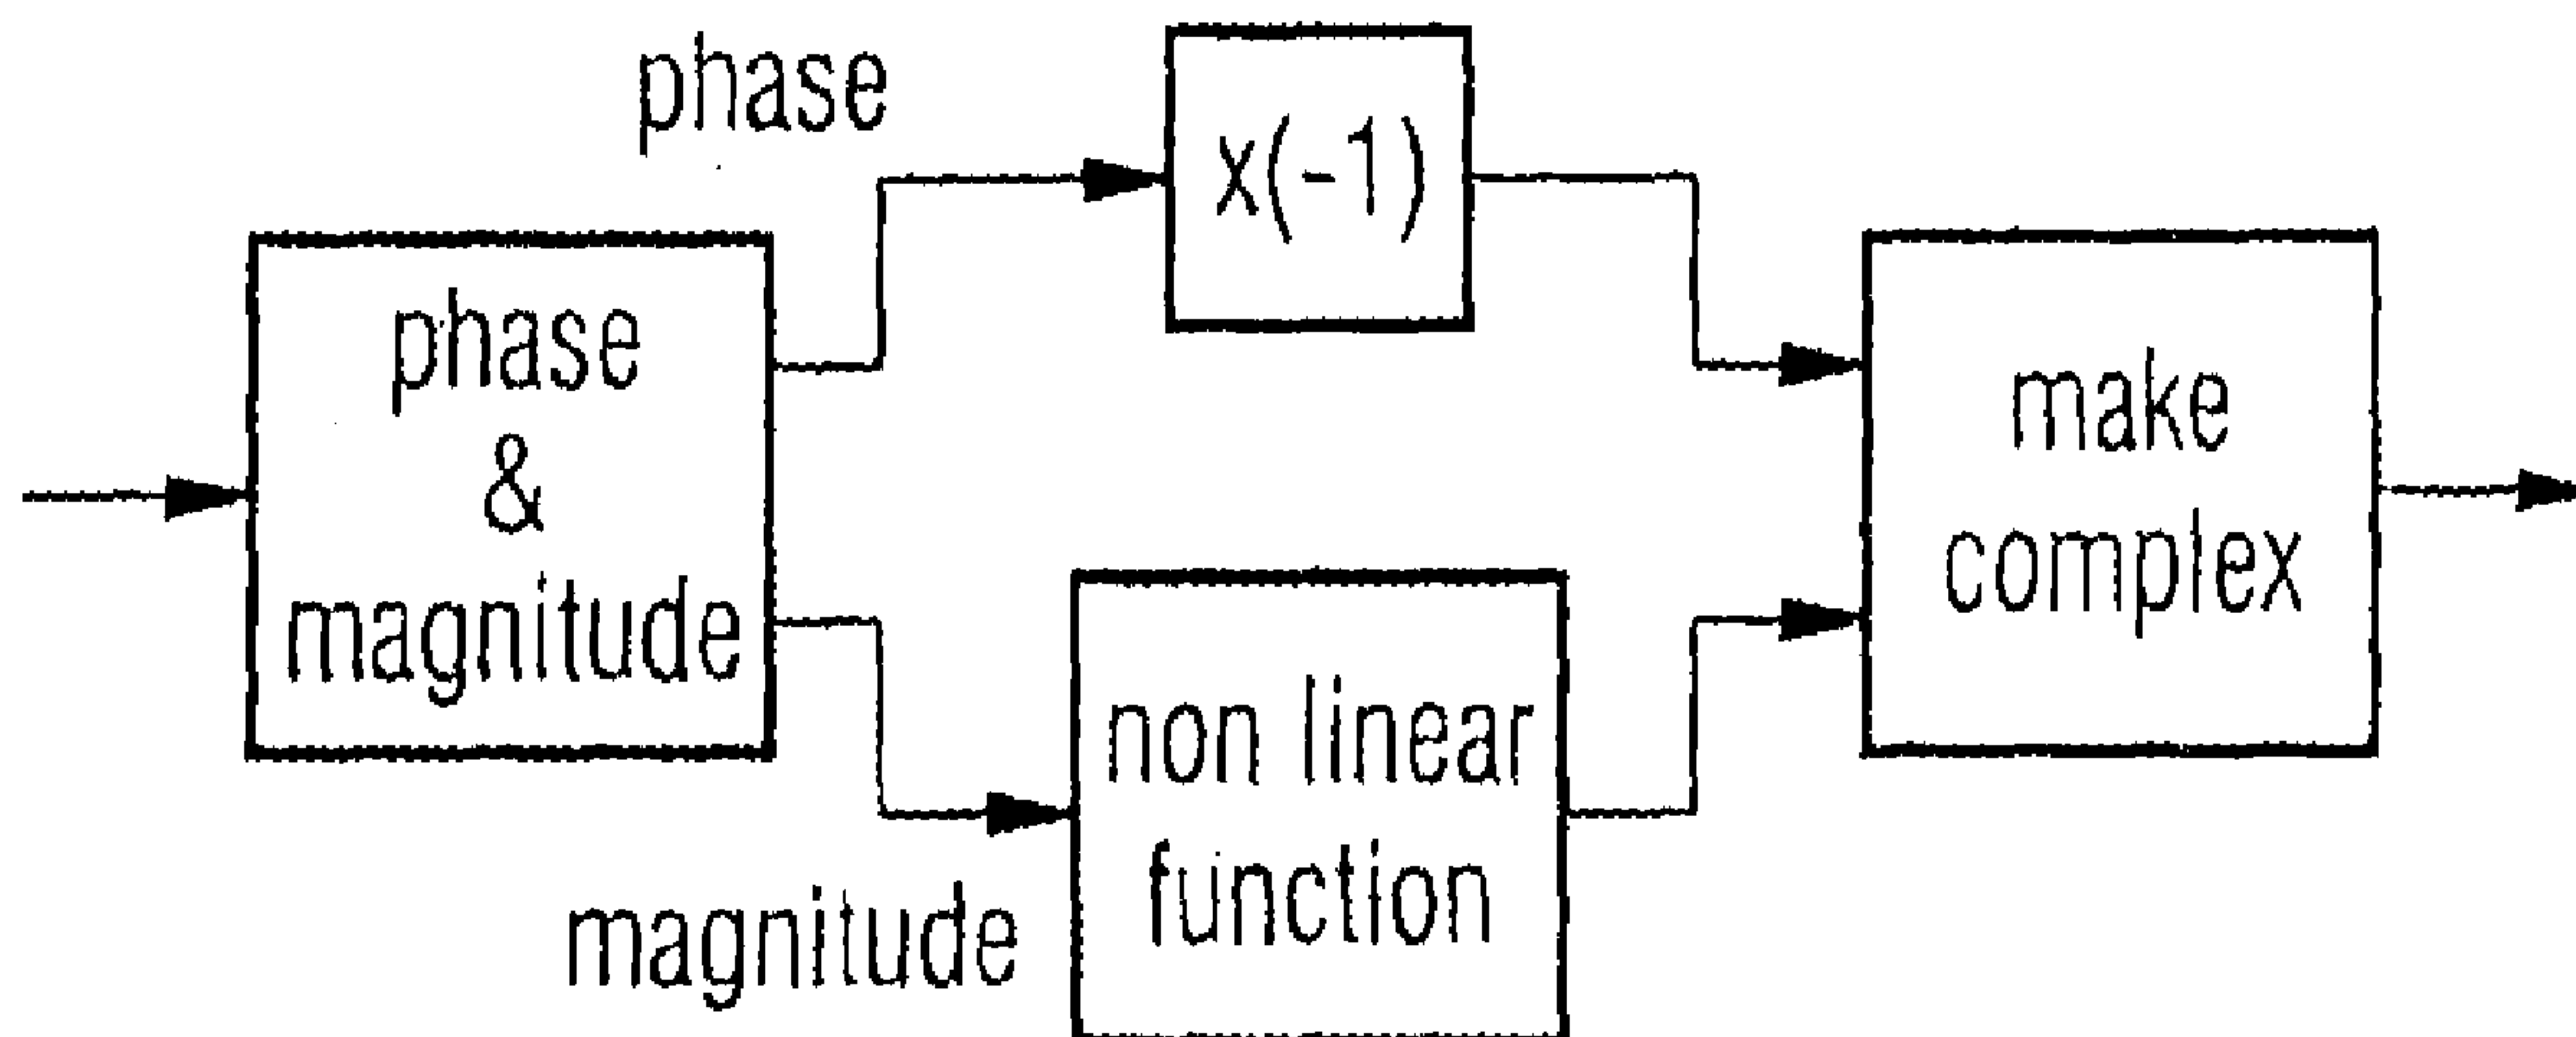 phase
x(-1)
phase
&
magnitude
make
complex
non linear
function
magnitude